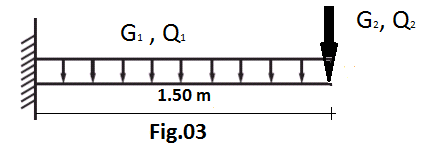 G₂, Q₂
G₁ , Q₁
1.50 m
Fig.03